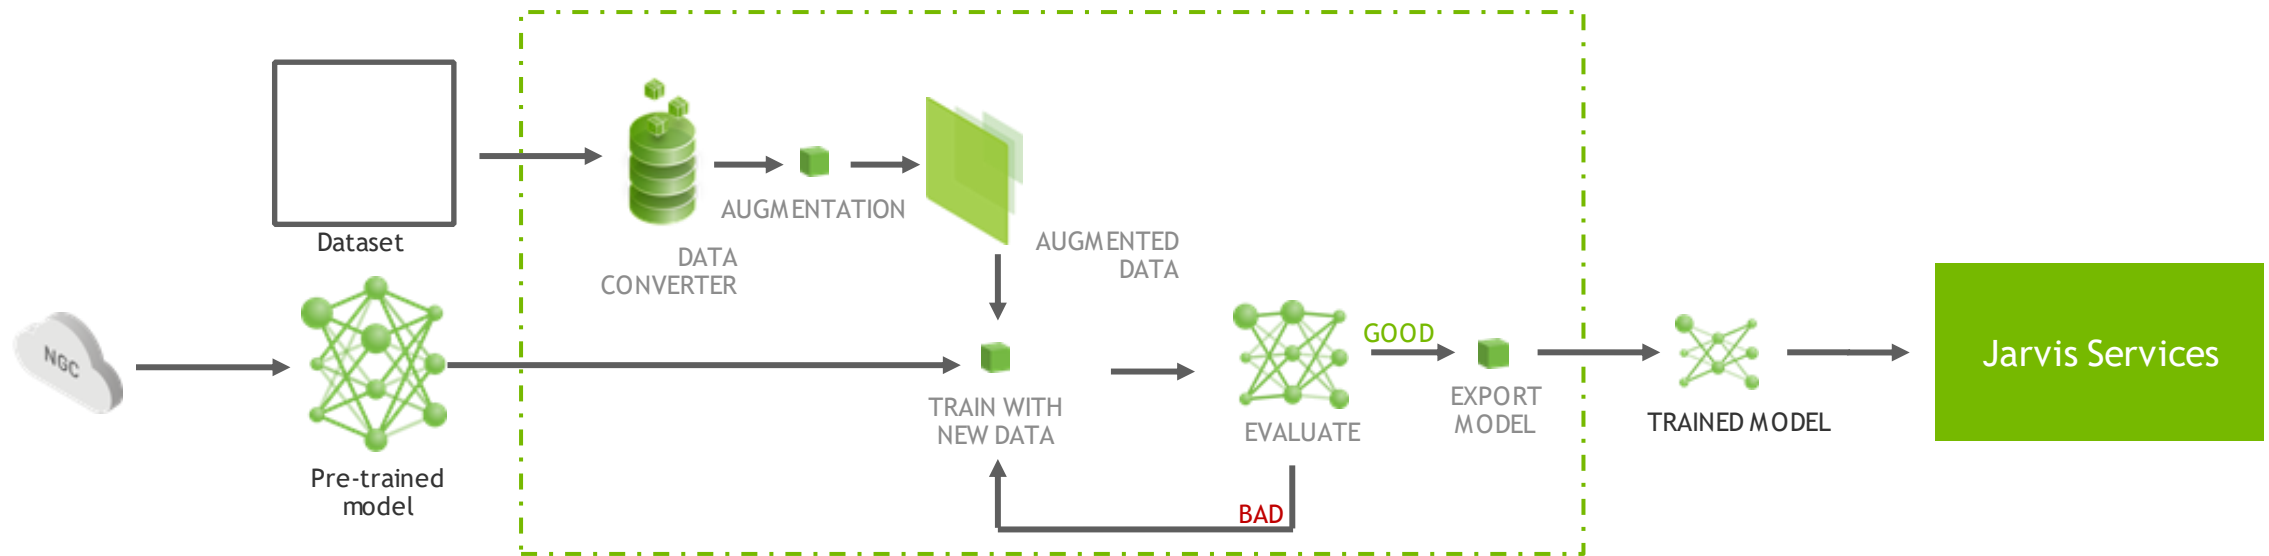 Dataset
AUGMENTATION
DATA
CONVERTER
AUGMENTED
DATA
NGC
Pre-trained
model
TRAIN WITH
NEW DATA
EVALUATE
GOOD
BAD
EXPORT
MODEL
TRAINED MODEL
Jarvis Services